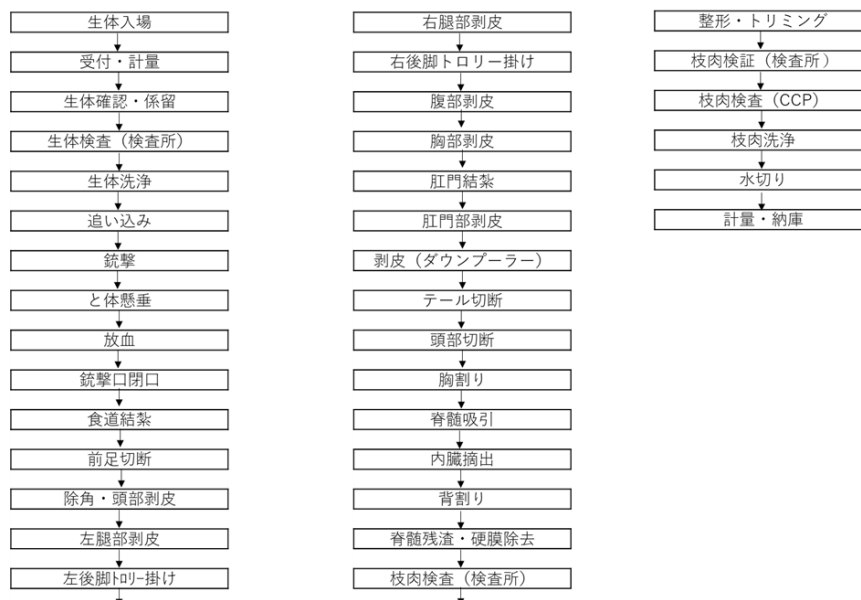 生体入場
受付・計量
生体確認・係留
生体検査（検査所）
生体洗浄
追い込み
銃撃
と体懸垂
放血
銃撃口閉口
食道結紮
前足切断
除角・頭部剥皮
左腿部剥皮
左後脚ﾄﾛﾘｰ掛け
右腿部剥皮
右後脚トロリー掛け
腹部剥皮
胸部剥皮
肛門結紮
肛門部剥皮
剥皮（ダウンプーラー）
テール切断
頭部切断
胸割り
脊髄吸引
内臓摘出
背割り
脊髄残渣・硬膜除去
枝肉検査（検査所）
整形・トリミング
枝肉検証（検査所）
枝肉検査（CCP）
枝肉洗浄
水切り
計量・納庫